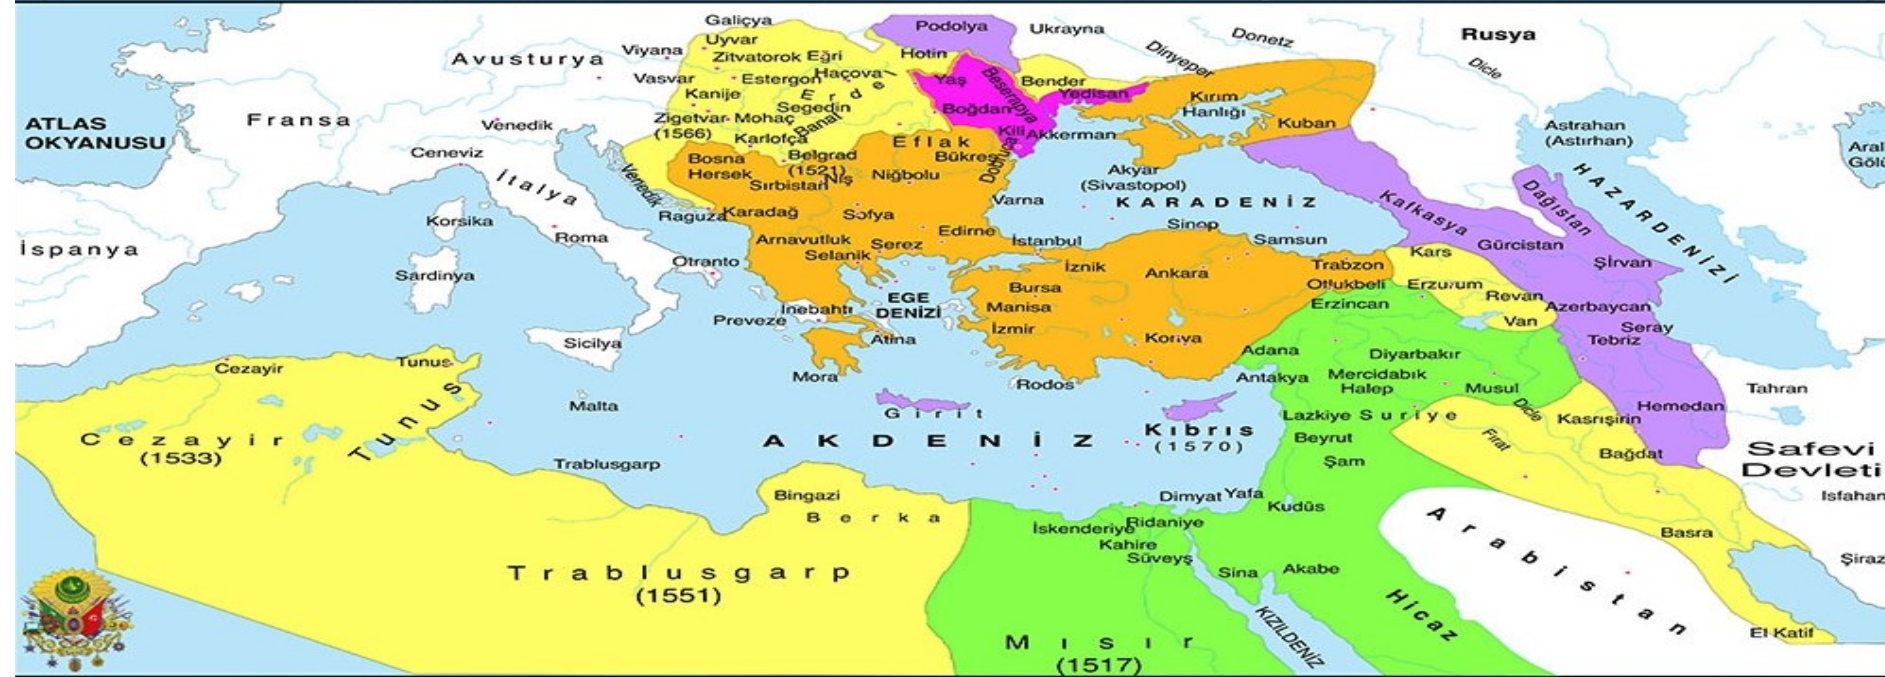 Galiçya
Podolya
Ukrayna
Donetz
Rusya
Avusturya
Viyana
Uyvar
Hotin
Dinyeper
Dicle
Zitvatorok Eğri
Vasvar
Estergon
Haçova
Yaş
Beserapya
Bender
Yedisan
Kanije
Erdel
Segedin
Boğdan
Kırım
Hanlığı
Kuban
ATLAS
OKYANUSU
Fransa
Venedik
Zigetvar
(1566)
Mohaç
Banat
Karlofça
Kili
Akkerman
Astrahan
(Astırhan)
Aral
Gölü
Ceneviz
Bosna
Hersek
Belgrad
(1521)
Eflak
Bükreş
Dobruca
Akyar
(Sivastopol)
İtalya
Venedik
Sırbistan
Niş
Niğbolu
Varna
KARADENİZ
Kafkasya
Dağıstan
HAZARDENİZİ
İspanya
Korsika
Roma
Raguza
Karadağ
Sofya
Edirne
Sinop
Samsun
Gürcistan
Arnavutluk
Selanik
Serez
İstanbul
Kars
Şirvan
Sardinya
Otranto
İznik
Ankara
Trabzon
Otlukbeli
Erzurum
EGE
DENİZİ
Bursa
Manisa
Erzincan
Revan
Azerbaycan
Preveze
İnebahtı
İzmir
Van
Seray
Tebriz
Sicilya
Atina
Konya
Adana
Diyarbakır
Cezayir
Tunus
Mora
Rodos
Antakya
Mercidabık
Halep
Musul
Tahran
Tunus
Malta
Girit
Kıbrıs
(1570)
Lazkiye
Suriye
Dicle
Kasrışirin
Hemedan
Cezayir
(1533)
AKDENİZ
Beyrut
Fırat
Bağdat
Safevi
Devleti
Trablusgarp
Şam
Bingazi
Berka
Dimyat
Yafa
Kudüs
Isfahan
İskenderiye
Ridaniye
Kahire
Süveyş
Arabistan
Basra
Trablusgarp
(1551)
Sina
Akabe
Şiraz
Hicaz
KIZILDENİZ
El Katif
Mısır
(1517)